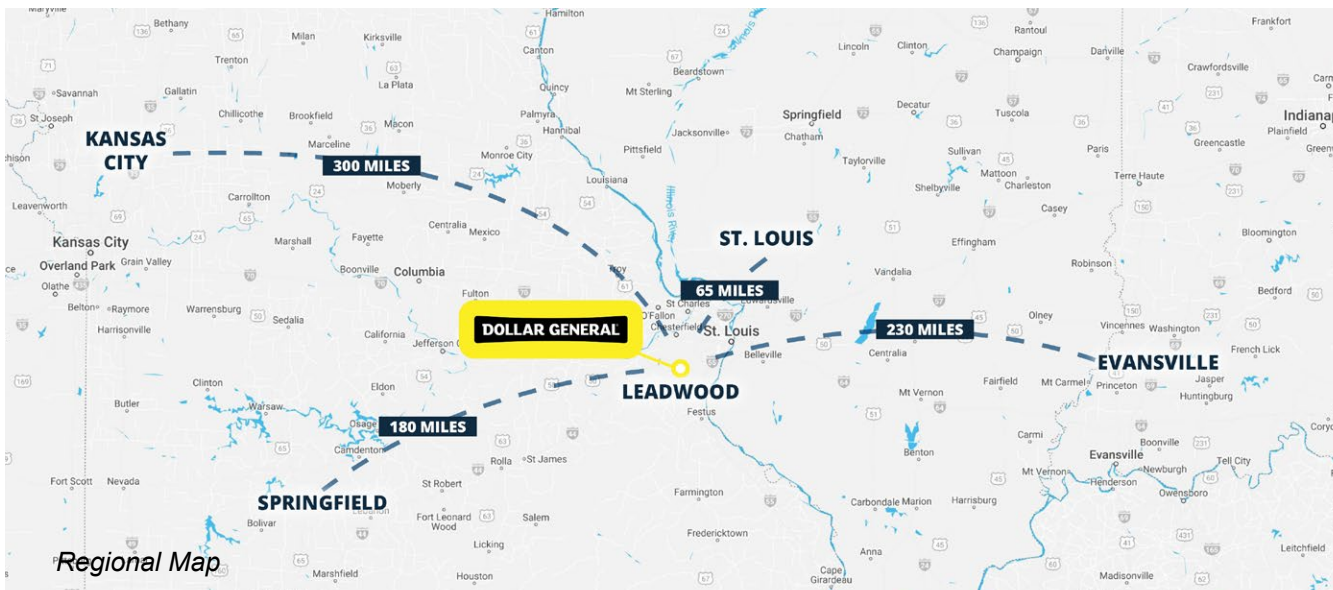 Maryville
Bethany
Milan
Kirksville
Hamilton
Canton
Rantoul
Frankfort
Trenton
La Plata
Lincoln
Clinton
Champaign
Danville
Crawfordsville
Beardstown
Savannah
Gallatin
Quincy
Mt Sterling
Decatur
Tuscola
St Joseph
Chillicothe
Brookfield
Macon
Palmyra
Hannibal
Springfield
Chatham
Jacksonville
Indianap
Plainfield
KANSAS
CITY
Marceline
Monroe City
Pittsfield
Sullivan
Paris
Greencastle
300 MILES
Taylorville
Mattoon
Charleston
Terre Haute
Moberly
Louisiana
Illinois River
Shelbyville
Leavenworth
Carrollton
Casey
Centralia
Mexico
Kansas City
Marshall
Fayette
ST. LOUIS
Effingham
Bloomington
Overland Park
Grain Valley
Boonville
Columbia
Troy
Vandalia
Robinson
Olathe
Fulton
65 MILES
Edwardsville
Bedford
Belton
Raymore
Warrensburg
Sedalia
St Charles
O'Fallon
Olney
Vincennes
Washington
Harrisonville
California
DOLLAR GENERAL
Chesterfield
St. Louis
230 MILES
Jefferson C
Belleville
Centralia
French Lick
EVANSVILLE
Clinton
Eldon
LEADWOOD
Mt Vernon
Fairfield
Mt Carmel
Princeton
Jasper
Huntingburg
Butler
Warsaw
Festus
Osage
180 MILES
Carmi
Camdenton
Rolla
St James
Benton
Boonville
Evansville
Fort Scott
Nevada
St Robert
Mt Vernon
Newburgh
Tell City
SPRINGFIELD
Lebanon
Farmington
Henderson
Owensboro
Bolivar
Fort Leonard
Wood
Salem
Carbondale
Marion
Harrisburg
Fredericktown
Licking
Anna
Leitchfield
Regional Map
Marshfield
Houston
Cape
Girardeau
Madisonville